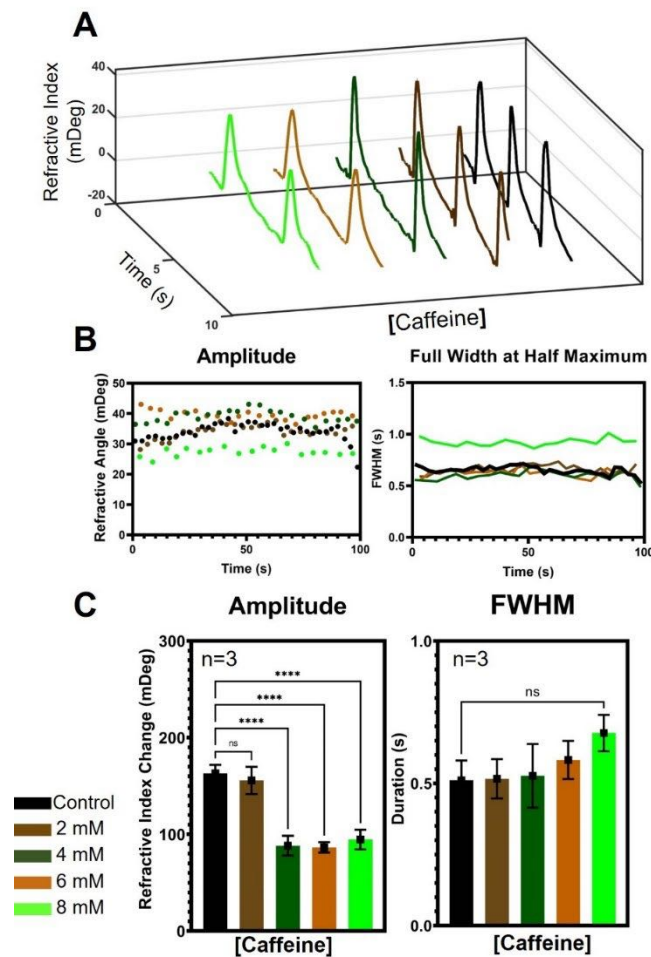 A
Refractive Index
(mDeg)
40
20
0
-20
0
5
10
Time (s)
[Caffeine]
B
Amplitude
Refractive Angle (mDeg)
50
40
30
20
10
0
0
50
100
Time (s)
Full Width at Half Maximum
FWHM (s)
1.5
1.0
0.5
0.0
0
50
100
Time (s)
C
Amplitude
Refractive Index Change (mDeg)
300
200
100
0
n=3
****
****
****
ns
[Caffeine]
FWHM
Duration (s)
1.0
0.5
0.0
n=3
ns
[Caffeine]
Control
2 mM
4 mM
6 mM
8 mM